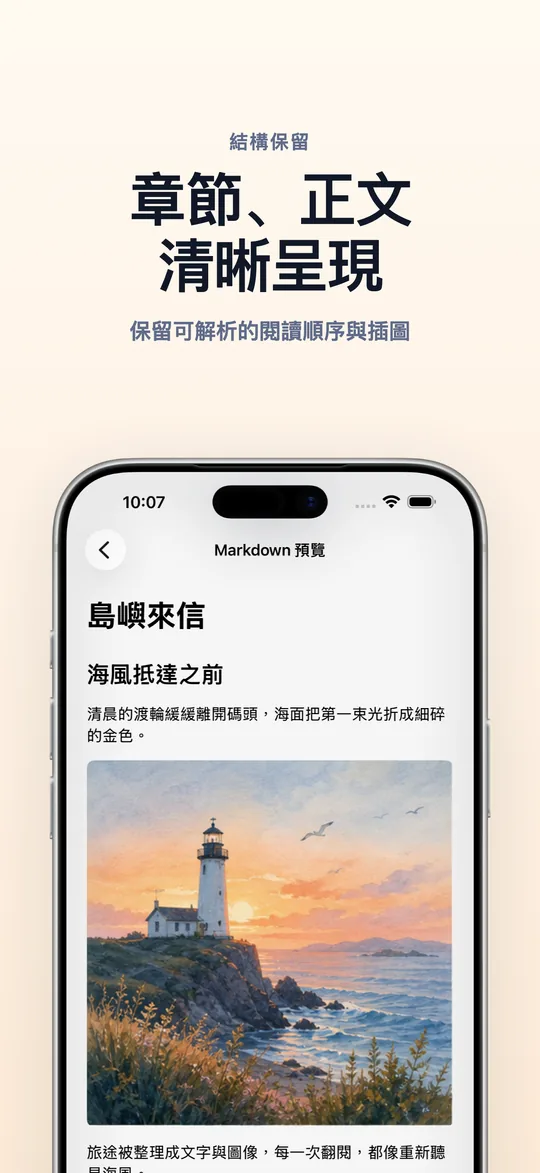 結構保留
章節、正文
清晰呈現
保留可解析的閱讀順序與插圖
10:07
Markdown 預覽
島嶼來信
海風抵達之前
清晨的渡輪緩緩離開碼頭，海面把第一束光折成細碎
的金色。
旅途被整理成文字與圖像，每一次翻閱，都像重新聽
見海風。